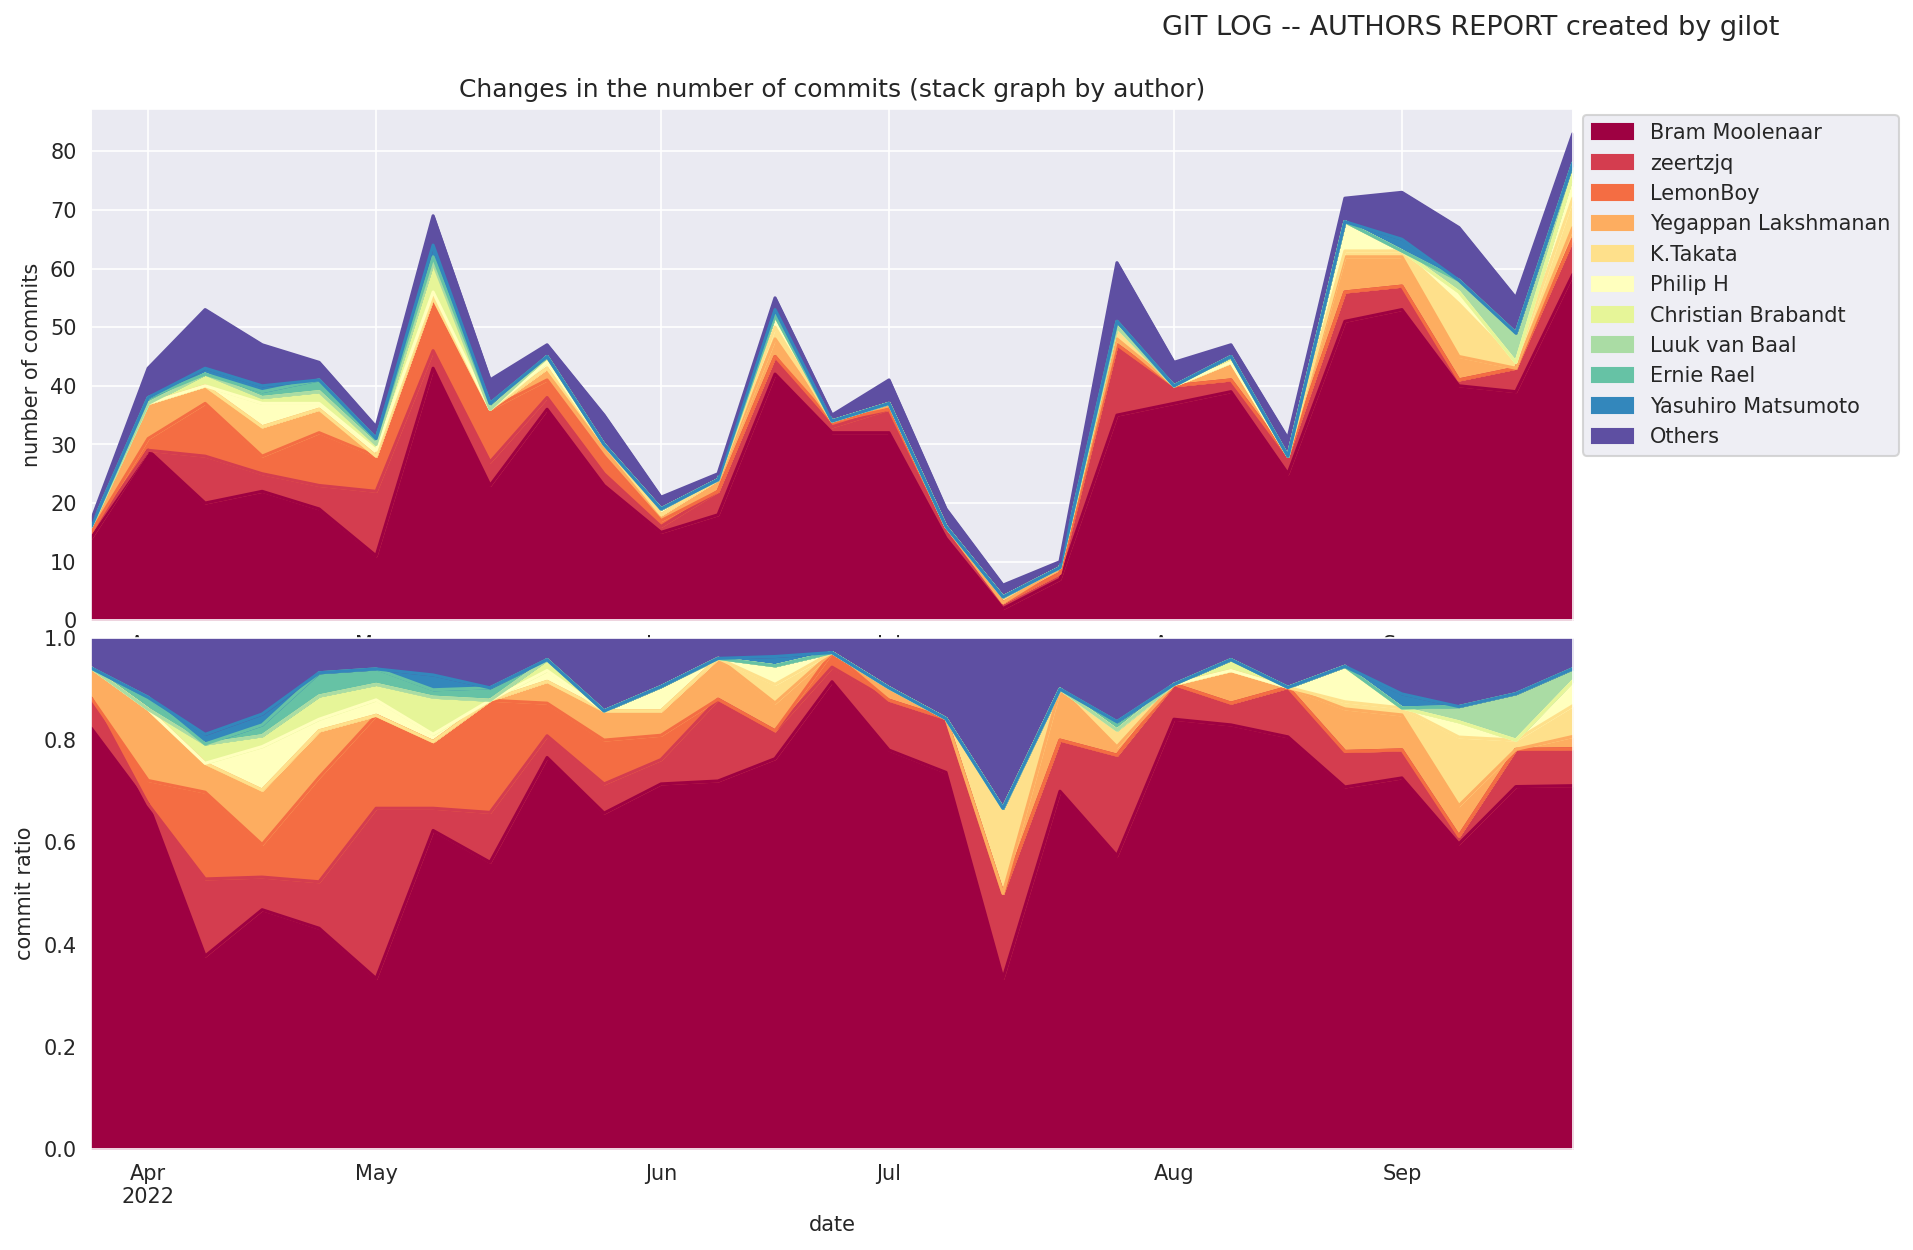 GIT LOG -- AUTHORS REPORT created by gilot
Changes in the number of commits (stack graph by author)
number of commits
80
70
60
50
40
30
20
10
0
Bram Moolenaar
zeertzjq
LemonBoy
Yegappan Lakshmanan
K.Takata
Philip H
Christian Brabandt
Luuk van Baal
Ernie Rael
Yasuhiro Matsumoto
Others
commit ratio
1.0
0.8
0.6
0.4
0.2
0.0
Apr May Jun Jul Aug Sep
2022
date